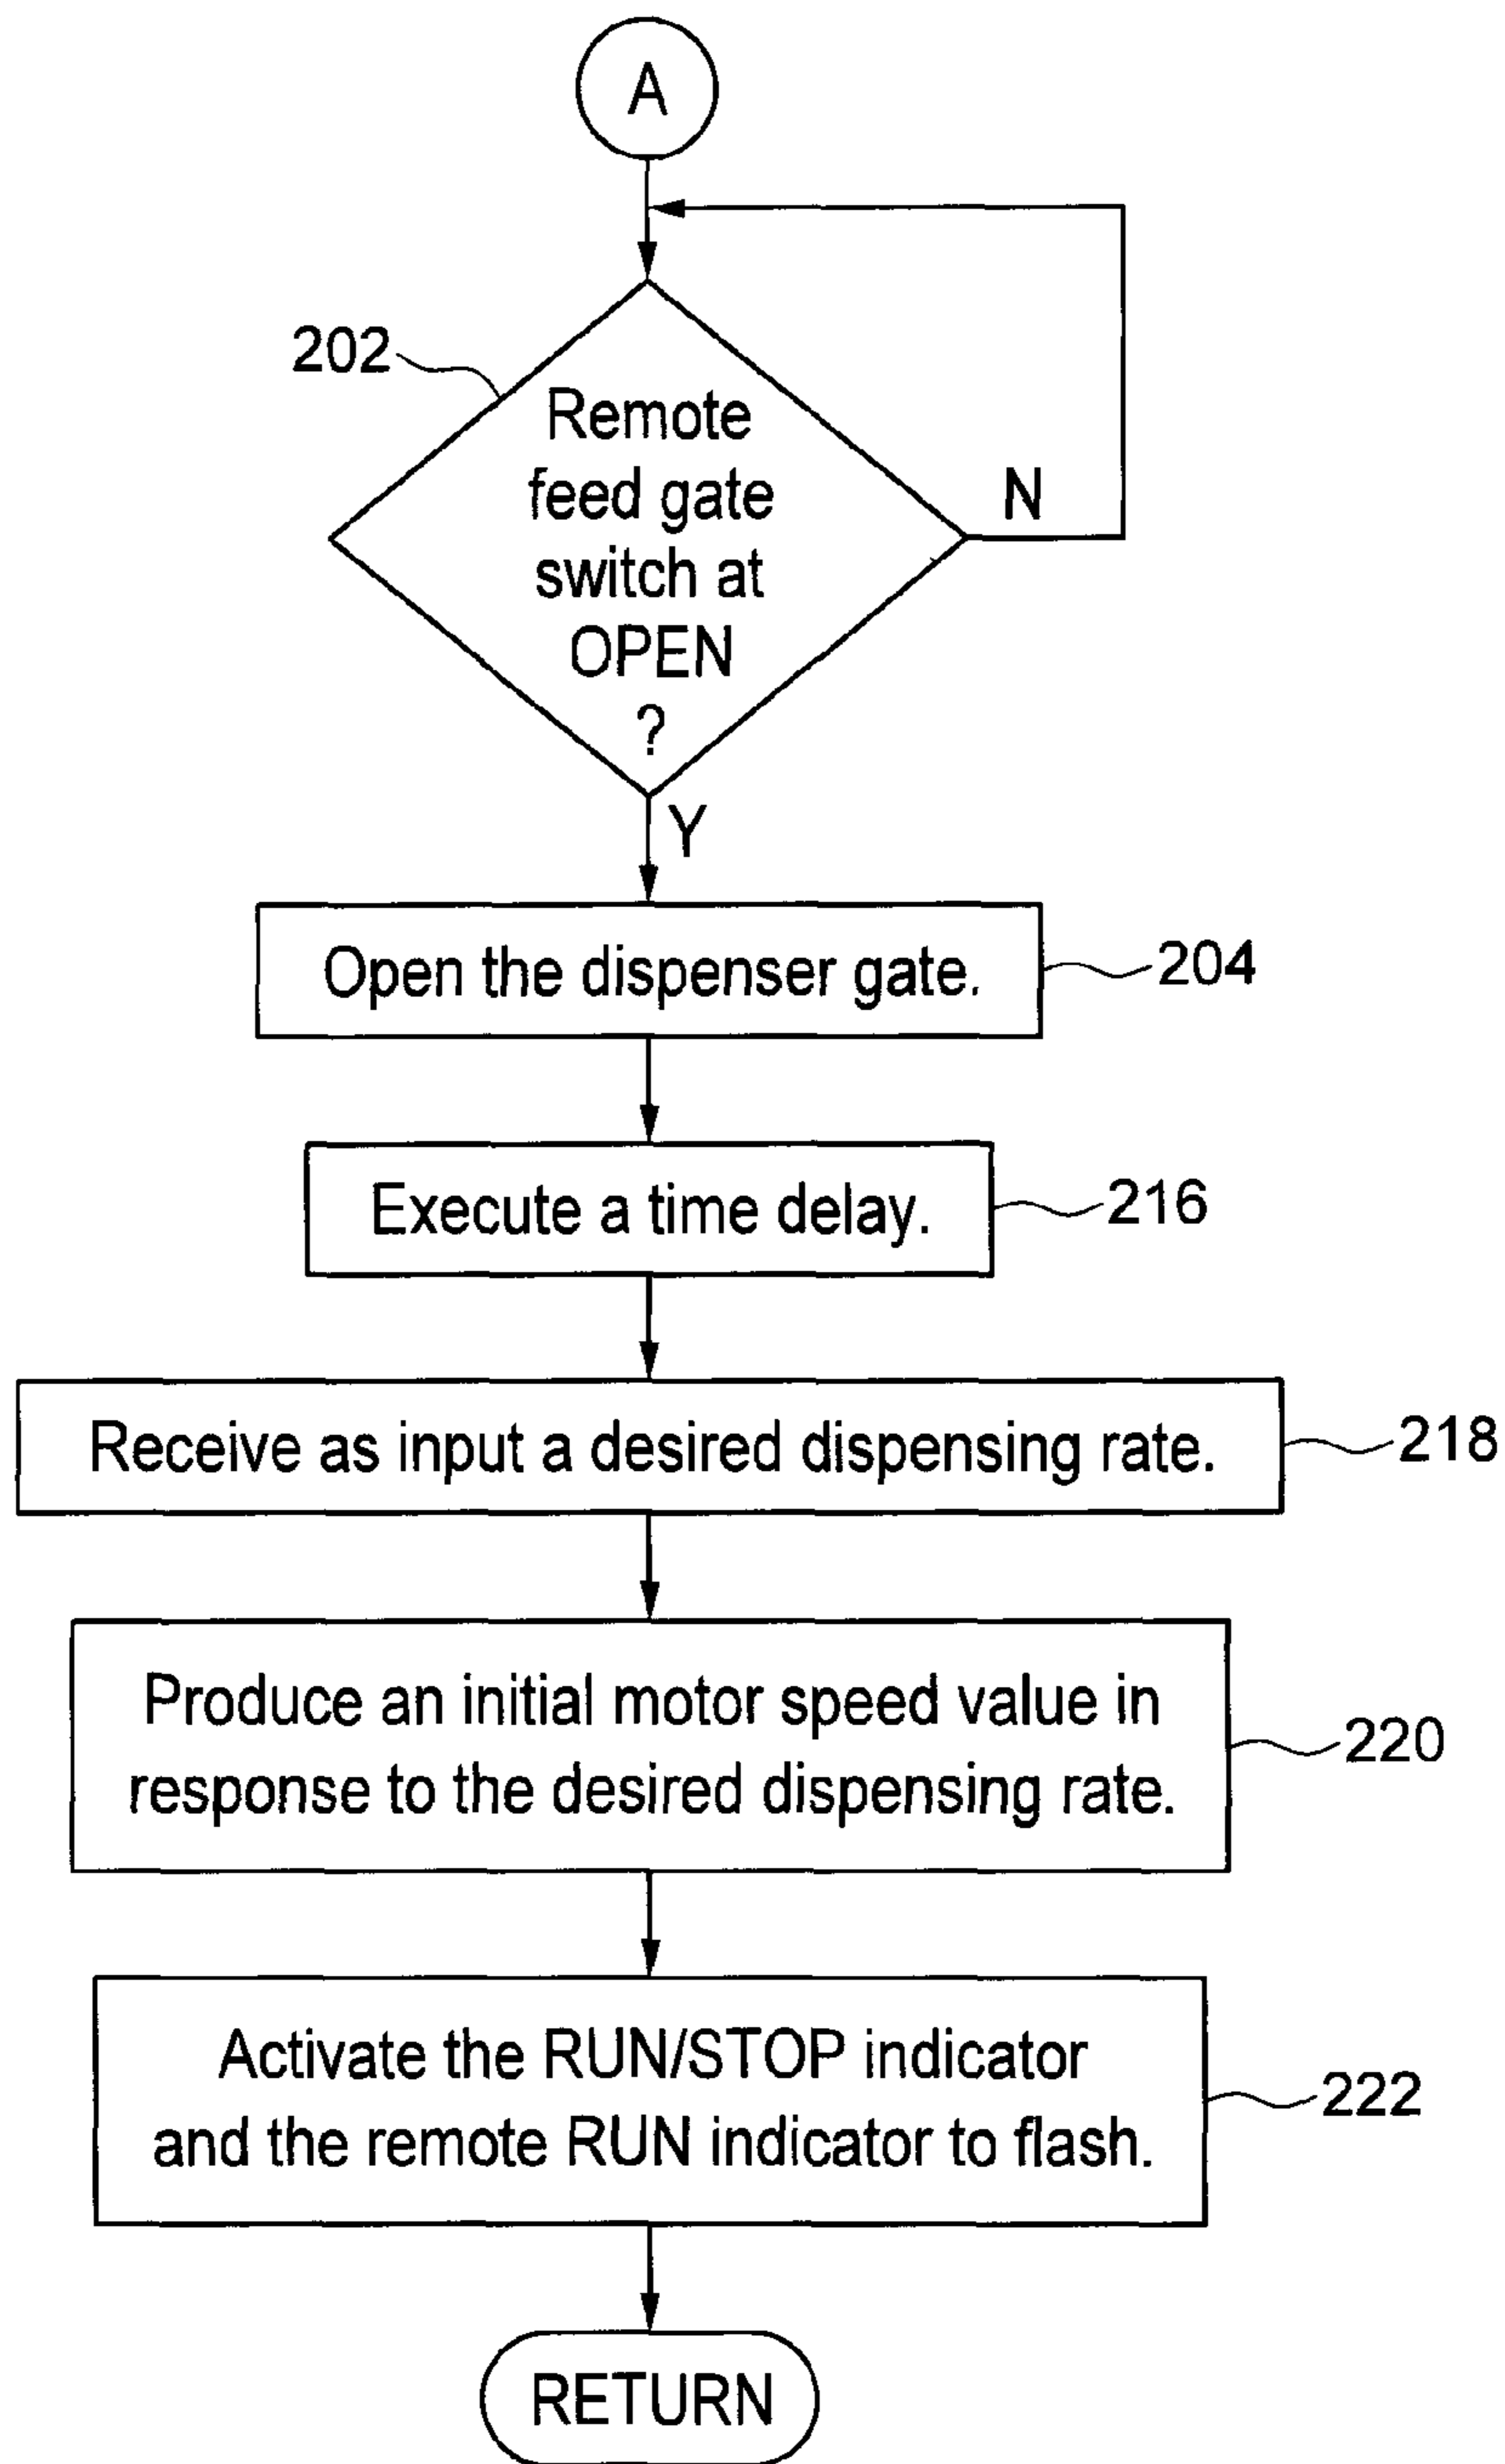 A
202
Remote
feed gate
switch at
OPEN
?
N
Y
Open the dispenser gate.
204
Execute a time delay.
216
Receive as input a desired dispensing rate.
218
Produce an initial motor speed value in
response to the desired dispensing rate.
220
Activate the RUN/STOP indicator
and the remote RUN indicator to flash.
222
RETURN